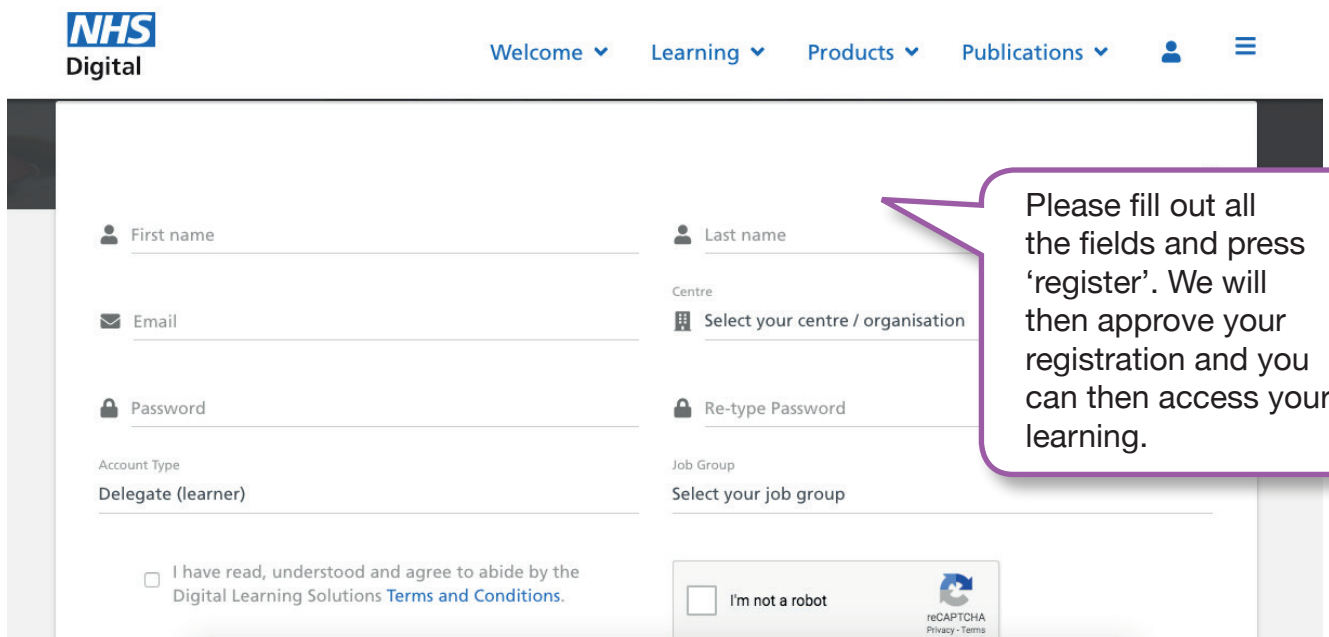 NHS
Digital
Welcome
Learning
Products
Publications
First name
Last name
Email
Centre
Select your centre / organisation
Password
Re-type Password
Account Type
Delegate (learner)
Job Group
Select your job group
I have read, understood and agree to abide by the
Digital Learning Solutions Terms and Conditions.
I'm not a robot
reCAPTCHA
Privacy - Terms
Please fill out all
the fields and press
‘register’. We will
then approve your
registration and you
can then access your
learning.